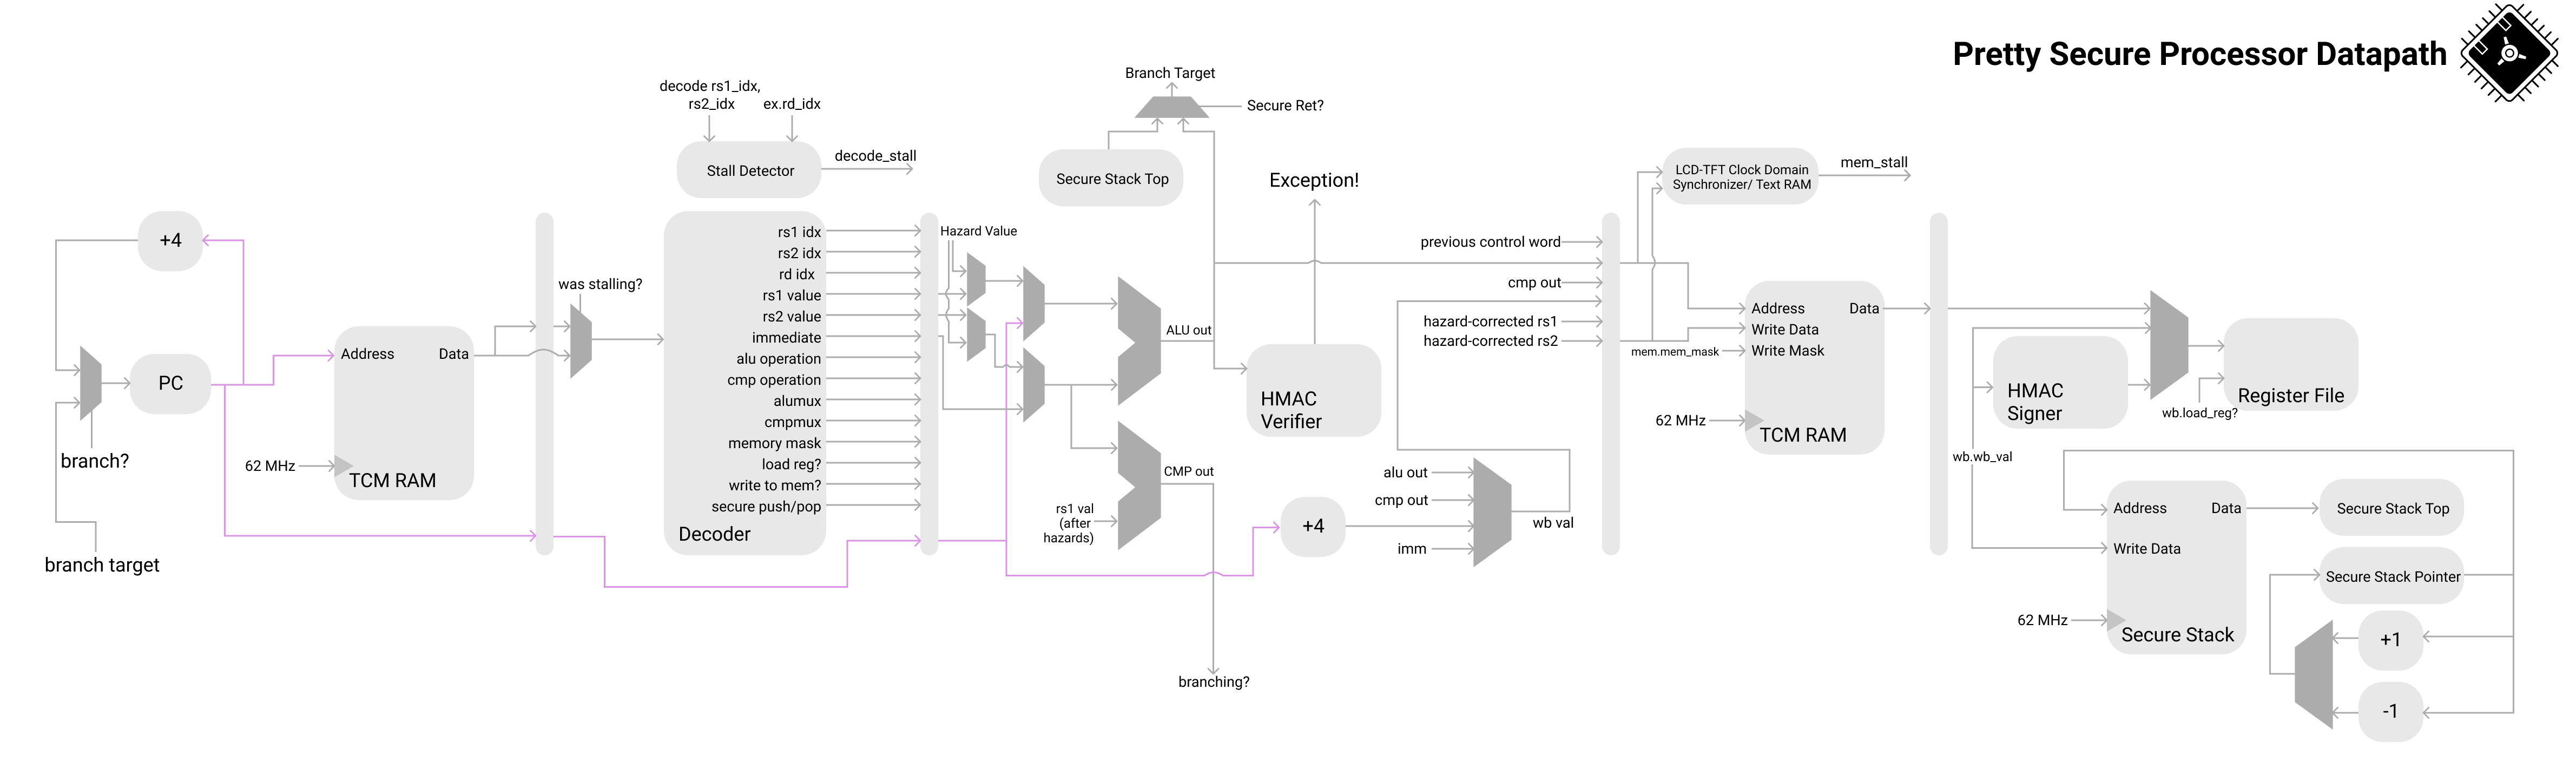 Pretty Secure Processor Datapath
+4
branch?
branch target
PC
Address
Data
62 MHz
TCM RAM
was stalling?
decode rs1_idx,
rs2_idx
ex.rd_idx
Stall Detector
decode_stall
rs1 idx
rs2 idx
rd idx
rs1 value
rs2 value
immediate
alu operation
cmp operation
alumux
cmpmux
memory mask
load reg?
write to mem?
secure push/pop
Decoder
Hazard Value
Branch Target
Secure Ret?
Secure Stack Top
ALU out
CMP out
rs1 val
(after
hazards)
branching?
Exception!
HMAC
Verifier
+4
previous control word
cmp out
hazard-corrected rs1
hazard-corrected rs2
alu out
cmp out
imm
wb val
LCD-TFT Clock Domain
Synchronizer/ Text RAM
mem_stall
Address
Data
Write Data
mem.mem_mask
Write Mask
62 MHz
TCM RAM
HMAC
Signer
wb.wb_val
wb.load_reg?
Register File
Address
Data
Write Data
62 MHz
Secure Stack
Secure Stack Top
Secure Stack Pointer
+1
-1